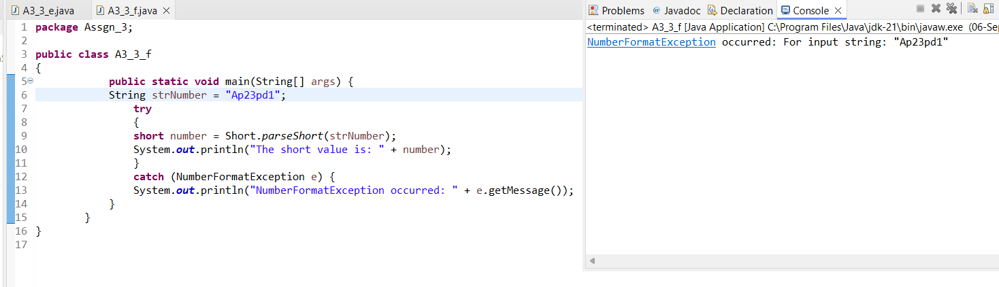 A3_3_e.java A3_3_f.java
Problems @ Javadoc Declaration Console
<terminated> A3_3_f [Java Application] C:\Program Files\Java\jdk-21\bin\javaw.exe (06-Sep
NumberFormatException occurred: For input string: "Ap23pd1"
1 package Assgn_3;
2
3 public class A3_3_f
4 {
5 public static void main(String[] args) {
6 String strNumber = "Ap23pd1";
7 try
8 {
9 short number = Short.parseShort(strNumber);
10 System.out.println("The short value is: " + number);
11 }
12 catch (NumberFormatException e) {
13 System.out.println("NumberFormatException occurred: " + e.getMessage());
14 }
15 }
16 }
17